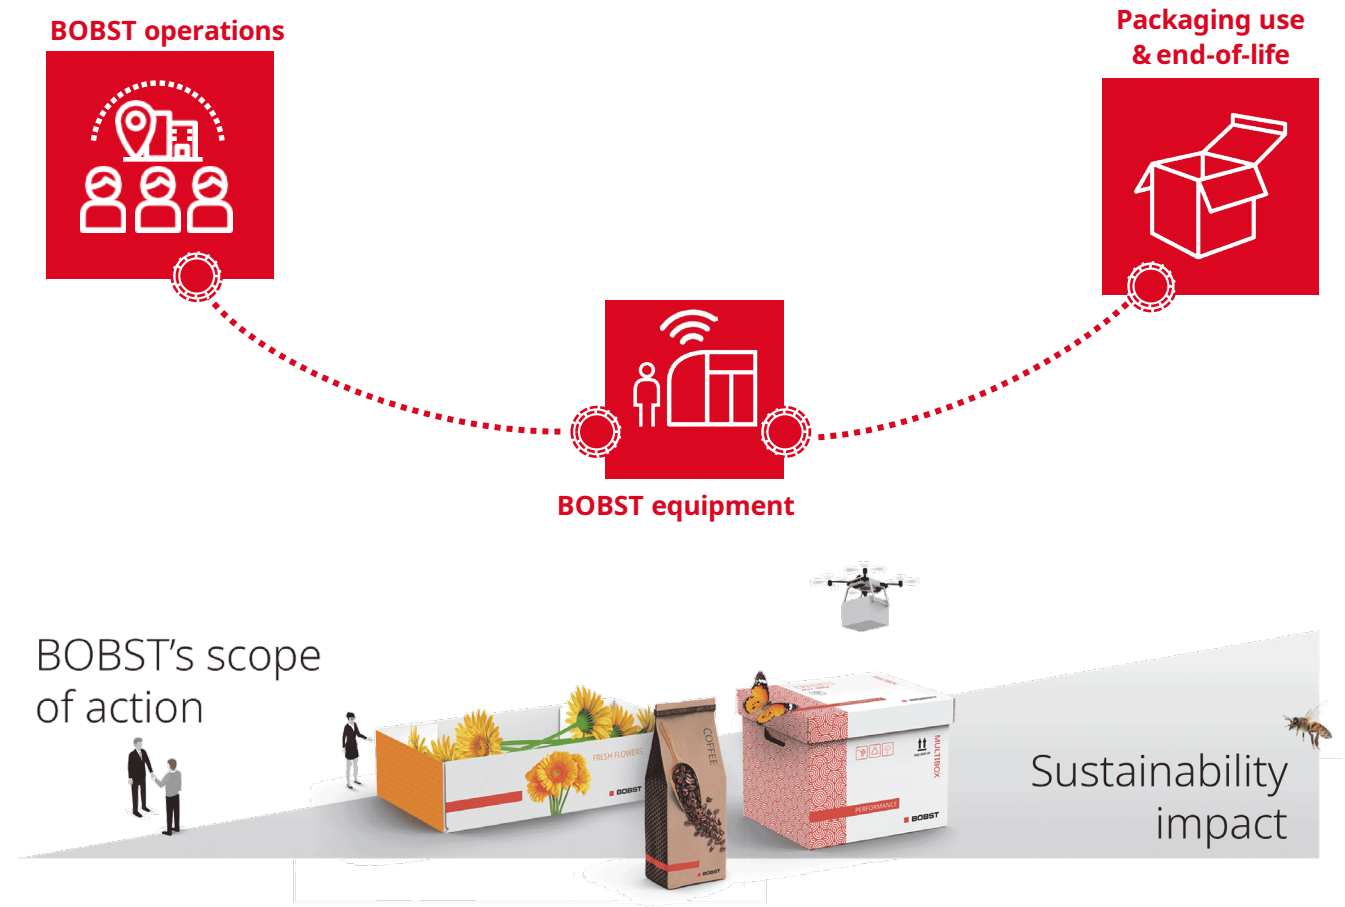 BOBST operations
Packaging use
& end-of-life
BOBST equipment
BOBST's scope
of action
FRESH FLOWERS
BOBST
COFFEE
BOBST
BOBST
MULTIBOX
PERFORMANCE
BOBST
Sustainability
impact